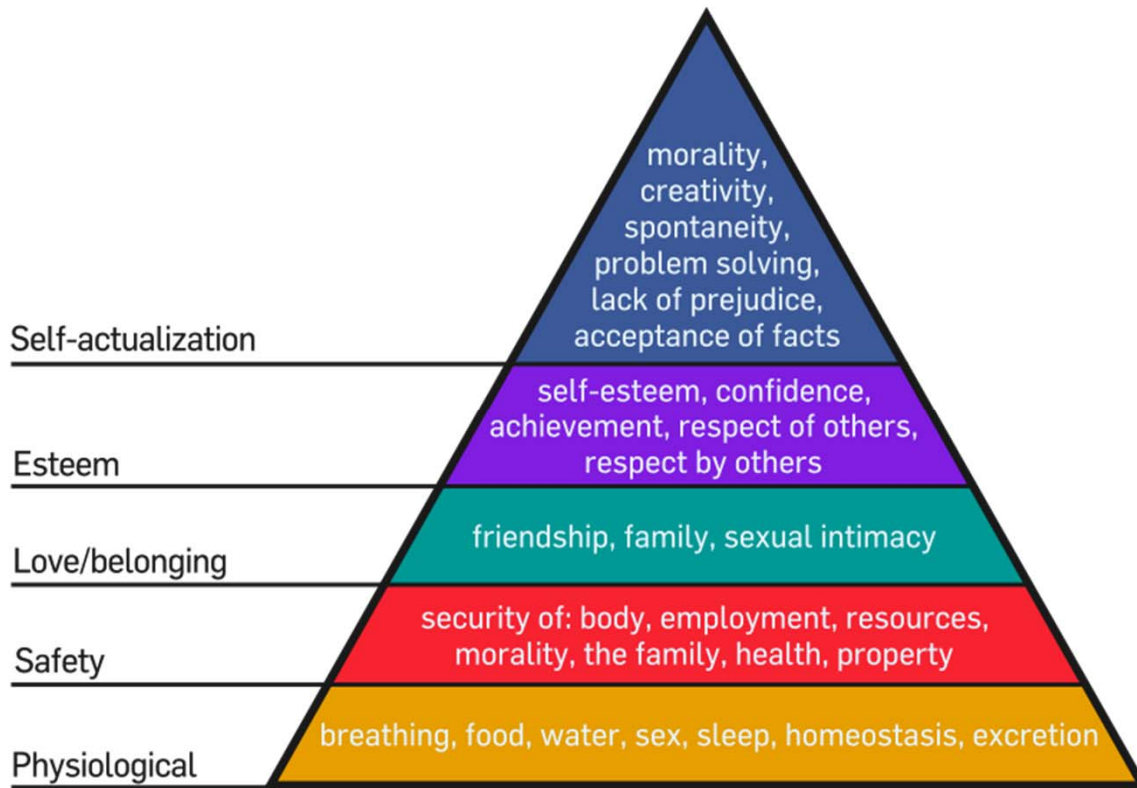 morality,
creativity,
spontaneity,
problem solving,
lack of prejudice,
acceptance of facts
Self-actualization
self-esteem, confidence,
achievement, respect of others,
respect by others
Esteem
friendship, family, sexual intimacy
Love/belonging
security of: body, employment, resources,
morality, the family, health, property
Safety
breathing, food, water, sex, sleep, homeostasis, excretion
Physiological